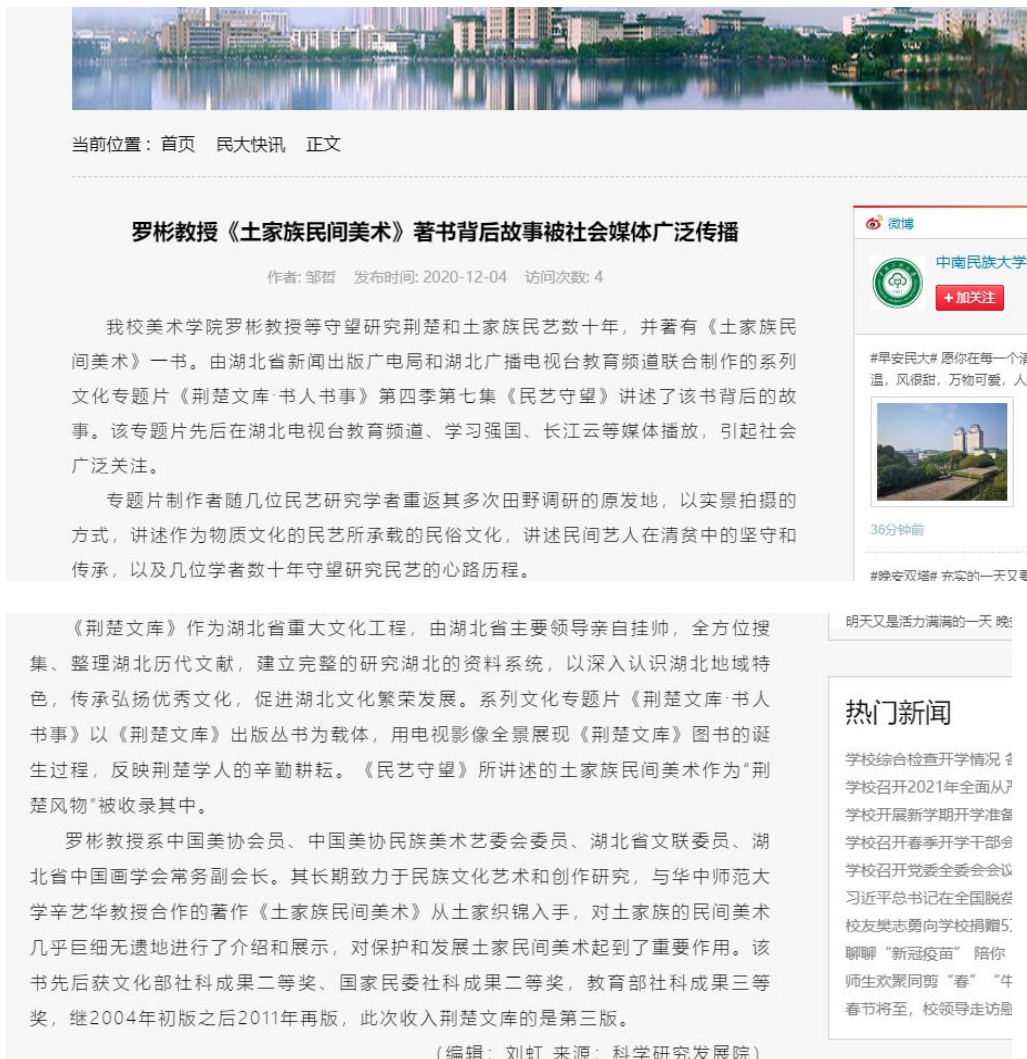 当前位置：首页 民大快讯 正文
罗彬教授《土家族民间美术》著书背后故事被社会媒体广泛传播
作者: 邹哲 发布时间: 2020-12-04 访问次数: 4
我校美术学院罗彬教授等守望研究荆楚和土家族民艺数十年，并著有《土家族民
间美术》一书。由湖北省新闻出版广电局和湖北广播电视台教育频道联合制作的系列
文化专题片《荆楚文库·书人书事》第四季第七集《民艺守望》讲述了该书背后的故
事。该专题片先后在湖北电视台教育频道、学习强国、长江云等媒体播放，引起社会
广泛关注。
专题片制作者随几位民艺研究学者重返其多次田野调研的原发地，以实景拍摄的
方式，讲述作为物质文化的民艺所承载的民俗文化，讲述民间艺人在清贫中的坚守和
传承，以及几位学者数十年守望研究民艺的心路历程。
微博
中南民族大学
+加关注
#早安民大# 愿你在每一个清
温，风很甜，万物可爱，人
36分钟前
#晚安双塔# 充实的一天又要
《荆楚文库》作为湖北省重大文化工程，由湖北省主要领导亲自挂帅，全方位搜
集、整理湖北历代文献，建立完整的研究湖北的资料系统，以深入认识湖北地域特
色，传承弘扬优秀文化，促进湖北文化繁荣发展。系列文化专题片《荆楚文库·书人
书事》以《荆楚文库》出版丛书为载体，用电视影像全景展现《荆楚文库》图书的诞
生过程，反映荆楚学人的辛勤耕耘。《民艺守望》所讲述的土家族民间美术作为“荆
楚风物”被收录其中。
罗彬教授系中国美协会员、中国美协民族美术艺委会委员、湖北省文联委员、湖
北省中国画学会常务副会长。其长期致力于民族文化艺术和创作研究，与华中师范大
学辛艺华教授合作的著作《土家族民间美术》从土家织锦入手，对土家族的民间美术
几乎巨细无遗地进行了介绍和展示，对保护和发展土家民间美术起到了重要作用。该
书先后获文化部社科成果二等奖、国家民委社科成果二等奖，教育部社科成果三等
奖，继2004年初版之后2011年再版，此次收入荆楚文库的是第三版。
（编辑：刘虹 来源：科学研究发展院）
明天又是活力满满的一天 晚
热门新闻
学校综合检查开学情况
学校召开2021年全面从严
学校开展新学期开学准备
学校召开春季开学干部会
学校召开党委全委会会议
习近平总书记在全国脱贫
校友樊志勇向学校捐赠5
聊聊“新冠疫苗” 陪你
师生欢聚同剪“春” “牛
春节将至，校领导走访慰